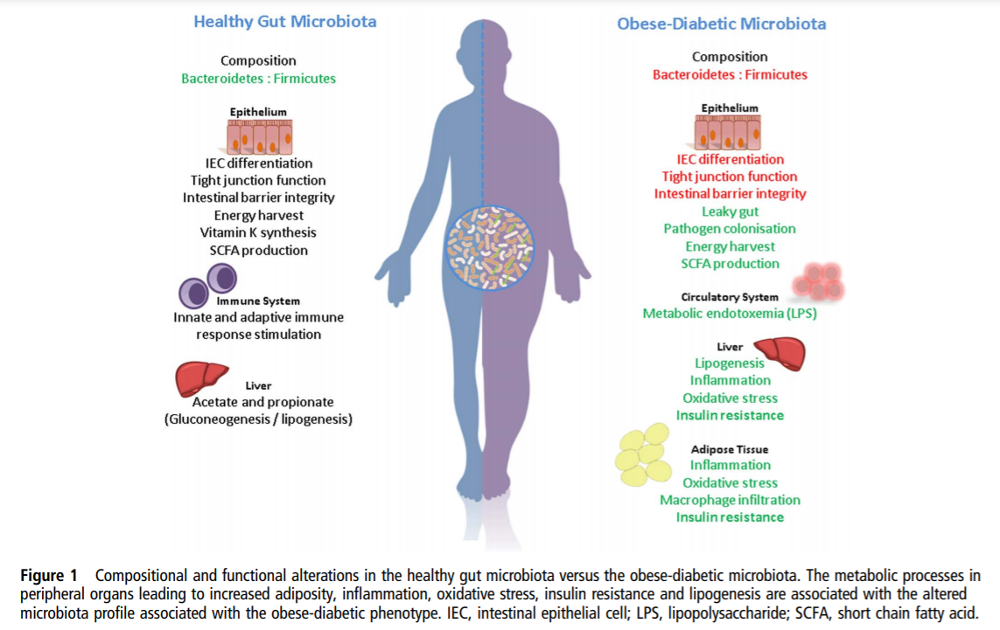 Healthy Gut Microbiota
Composition
Bacteroidetes : Firmicutes
Epithelium
IEC differentiation
Tight junction function
Intestinal barrier integrity
Energy harvest
Vitamin K synthesis
SCFA production
Immune System
Innate and adaptive immune
response stimulation
Liver
Acetate and propionate
(Gluconeogenesis / lipogenesis)
Obese-Diabetic Microbiota
Composition
Bacteroidetes : Firmicutes
Epithelium
IEC differentiation
Tight junction function
Intestinal barrier integrity
Leaky gut
Pathogen colonisation
Energy harvest
SCFA production
Circulatory System
Metabolic endotoxemia (LPS)
Liver
Lipogenesis
Inflammation
Oxidative stress
Insulin resistance
Adipose Tissue
Inflammation
Oxidative stress
Macrophage infiltration
Insulin resistance
Figure 1 Compositional and functional alterations in the healthy gut microbiota versus the obese-diabetic microbiota. The metabolic processes in
peripheral organs leading to increased adiposity, inflammation, oxidative stress, insulin resistance and lipogenesis are associated with the altered
microbiota profile associated with the obese-diabetic phenotype. IEC, intestinal epithelial cell; LPS, lipopolysaccharide; SCFA, short chain fatty acid.